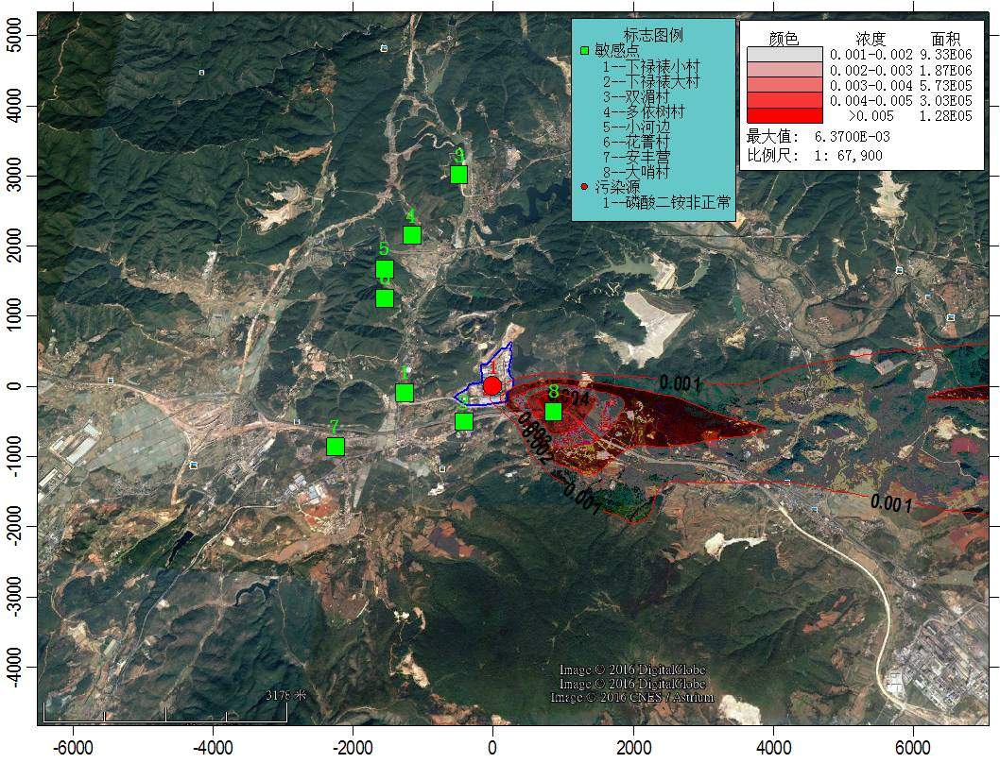 标志图例
敏感点
1--下禄裱小村
2--下禄裱大村
3--双湄村
4--多依树村
5--小河边
6--花箐村
7--安丰营
8--大哨村
污染源
1--磷酸二铵非正常
颜色 浓度 面积
0.001-0.002 9.33E06
0.002-0.003 1.87E06
0.003-0.004 5.73E05
0.004-0.005 3.03E05
>0.005 1.28E05
最大值: 6.3700E-03
比例尺: 1: 67,900
5000
4000
3000
2000
1000
0
-1000
-2000
-3000
-4000
3
4
5
6
1
1
2
8
7
0.001
0.004
0.003
0.002
0.001
0.001
3178 米
Image © 2016 DigitalGlobe
Image © 2016 DigitalGlobe
Image © 2016 CNES / Astrium
-6000 -4000 -2000 0 2000 4000 6000